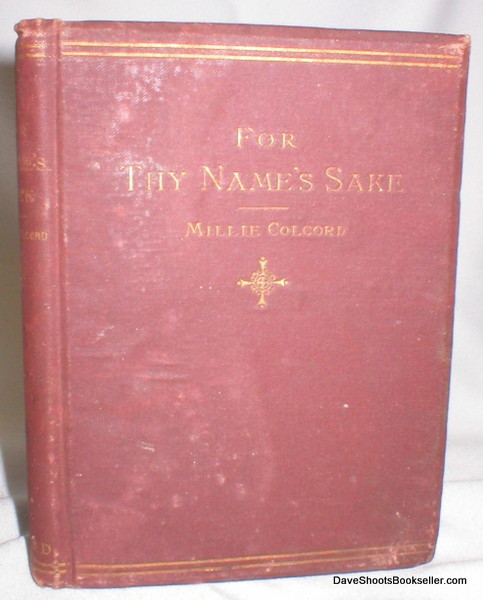 FOR
THY NAME'S SAKE
MILLIE COLCORD
DaveShootsBookseller.com